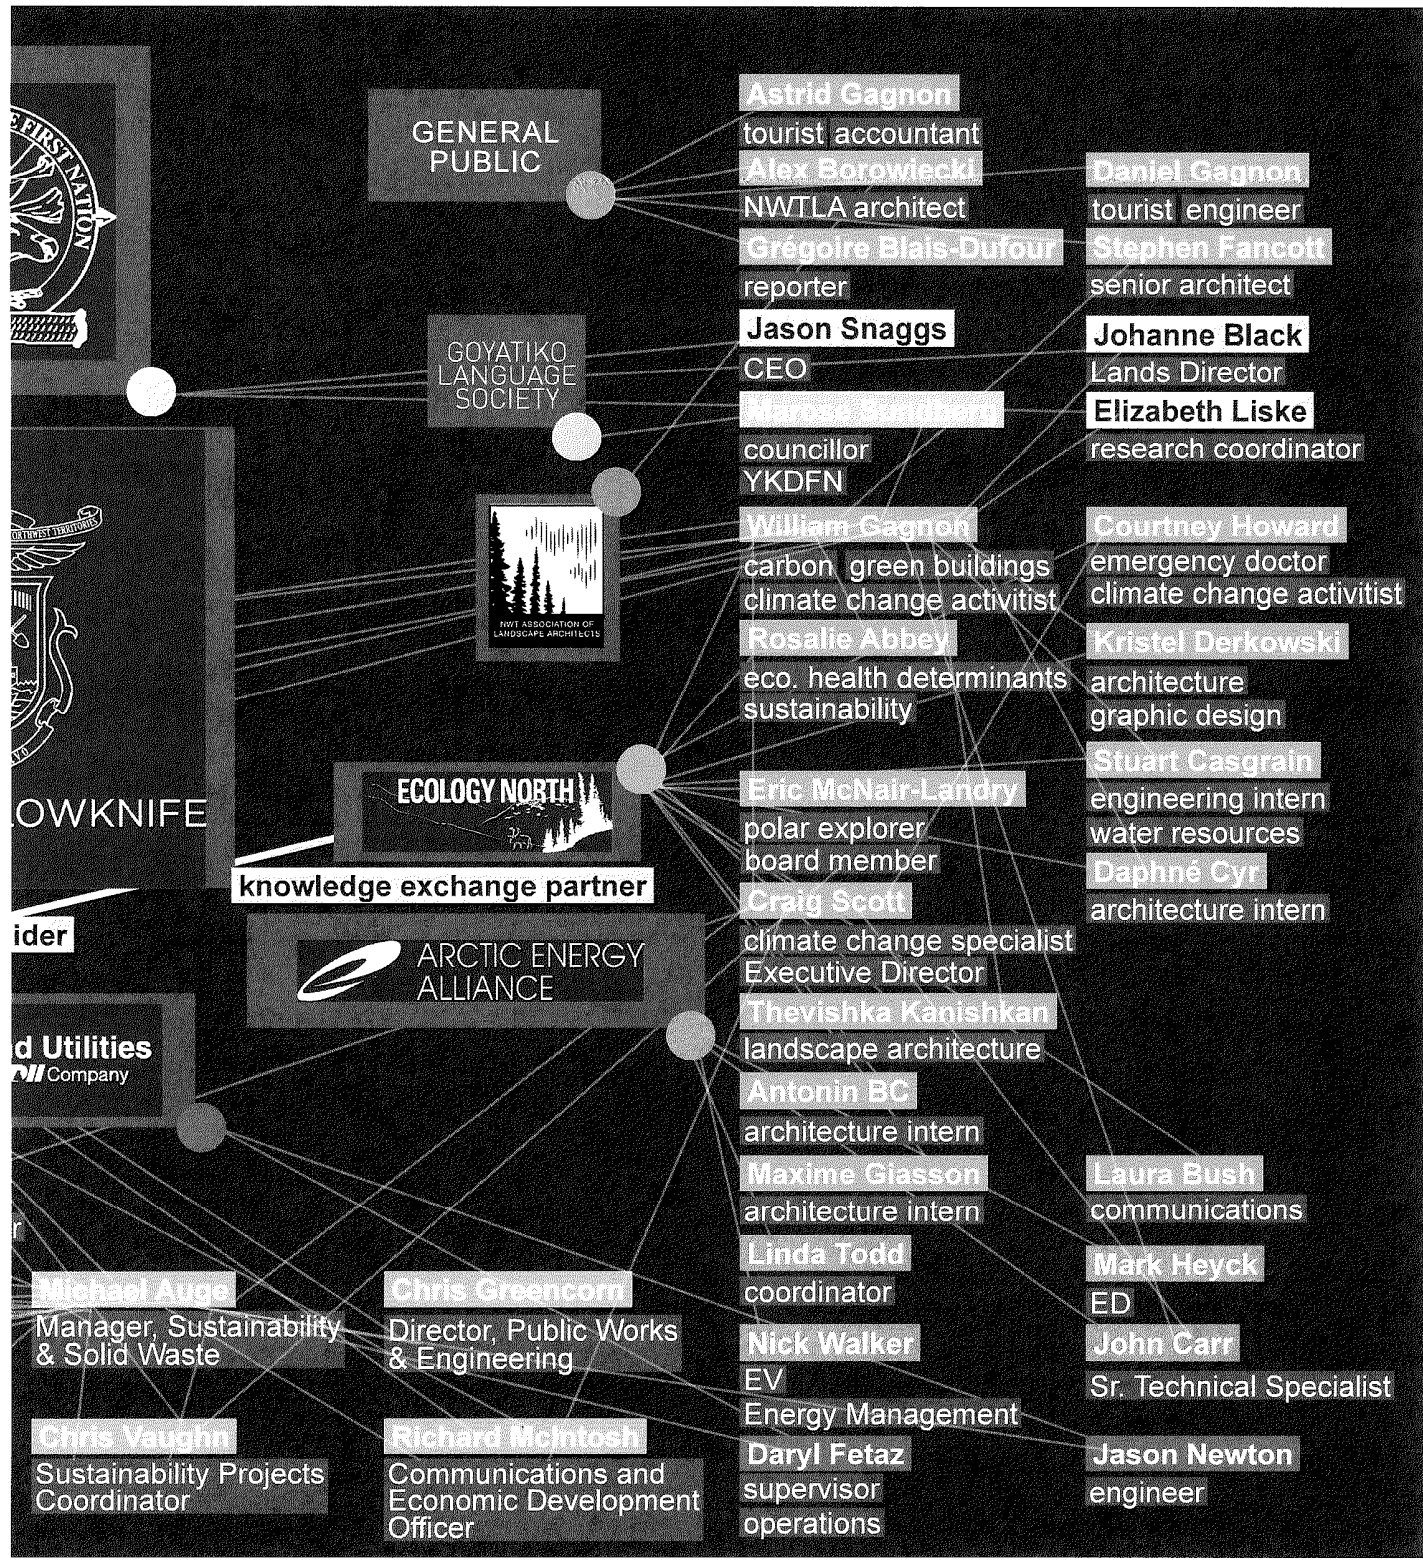 E FIRST NATION
GENERAL
PUBLIC
GOYATIKO
LANGUAGE
SOCIETY
NORTHWEST TERRITORIES
NWT ASSOCIATION OF
LANDSCAPE ARCHITECTS
OWKNIFE
ECOLOGY NORTH
knowledge exchange partner
ider
ARCTIC ENERGY
ALLIANCE
d Utilities
Company
r
Michael Auge
Manager, Sustainability
& Solid Waste
Chris Vaughn
Sustainability Projects
Coordinator
Chris Greencorn
Director, Public Works
& Engineering
Richard McIntosh
Communications and
Economic Development
Officer
Astrid Gagnon
tourist accountant
Alex Borowiecki
NWTLA architect
Grégoire Blais-Dufour
reporter
Jason Snaggs
CEO
councillor
YKDFN
William Gagnon
carbon green buildings
climate change activitist
Rosalie Abbey
eco. health determinants
sustainability
Eric McNair-Landry
polar explorer
board member
Craig Scott
climate change specialist
Executive Director
Thevishka Kanishkan
landscape architecture
Antonin BC
architecture intern
Maxime Giasson
architecture intern
Linda Todd
coordinator
Nick Walker
EV
Energy Management
Daryl Fetaz
supervisor
operations
Daniel Gagnon
tourist engineer
Stephen Fancott
senior architect
Johanne Black
Lands Director
Elizabeth Liske
research coordinator
Courtney Howard
emergency doctor
climate change activitist
Kristel Derkowski
architecture
graphic design
Stuart Casgrain
engineering intern
water resources
Daphné Cyr
architecture intern
Laura Bush
communications
Mark Heyck
ED
John Carr
Sr. Technical Specialist
Jason Newton
engineer